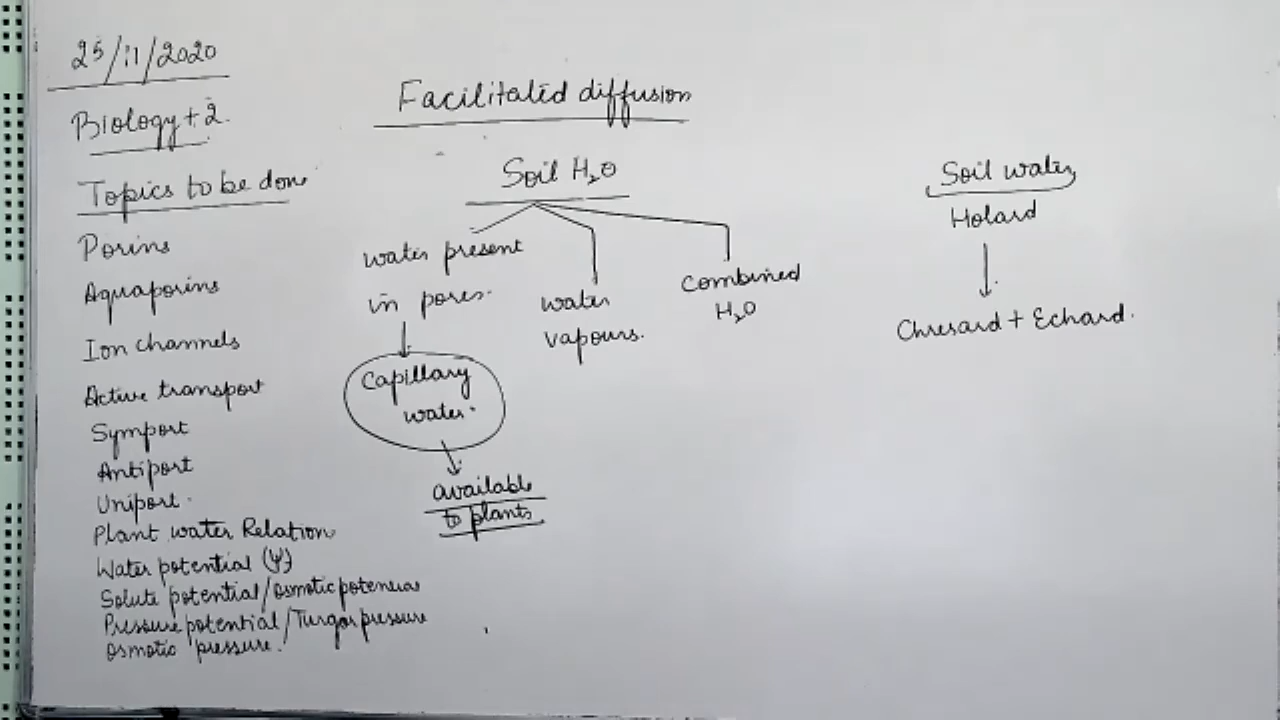 25/11/2020
Biology +2.
Topics to be done
Porins
Aquaporins
Ion channels
Active transport
Symport
Antiport
Uniport.
Plant water Relation
Water potential (Ψ)
Solute potential/osmotic potential
Pressure potential/Turgor pressure
Osmotic pressure.
Facilitated diffusion
Soil H₂O
water present
in pores.
Capillary
water.
available
to plants
water
vapours.
Combined
H₂O
Soil water
Holard
Chresard + Echard.